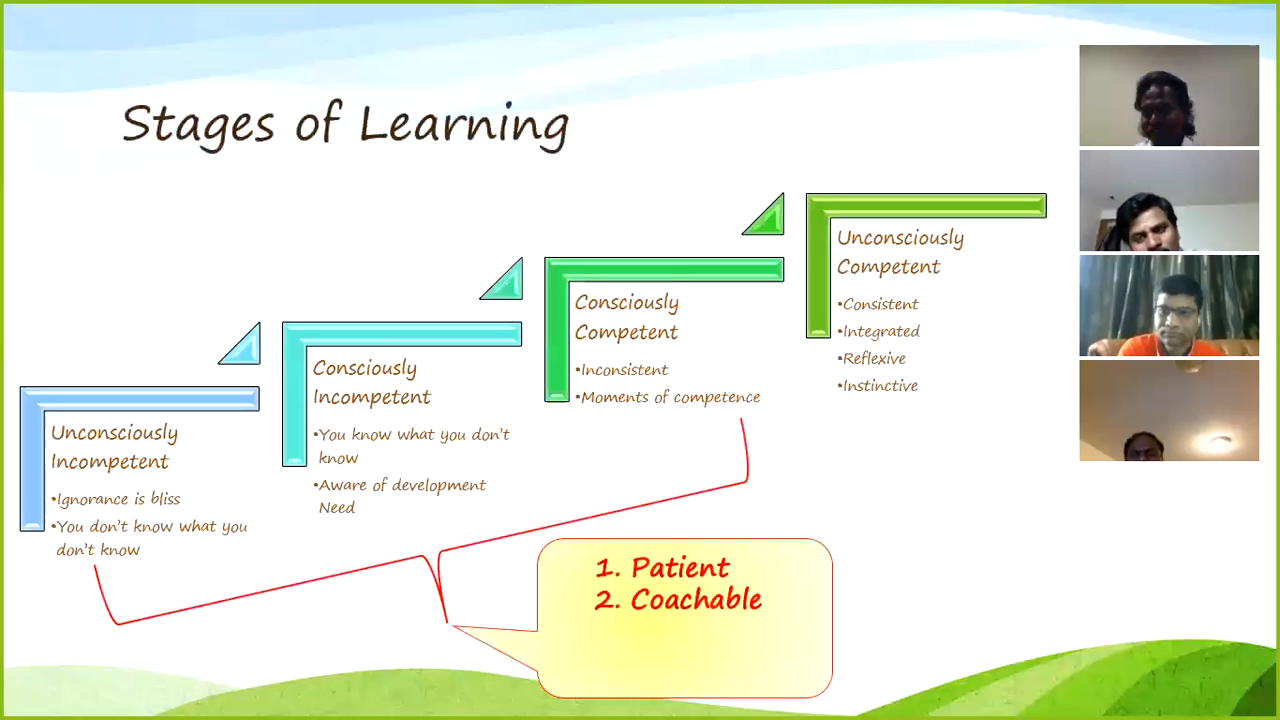 Stages of Learning
Unconsciously
Incompetent
•Ignorance is bliss
•You don't know what you
don't know
Consciously
Incompetent
•You know what you don't
know
•Aware of development
Need
Consciously
Competent
•Inconsistent
•Moments of competence
Unconsciously
Competent
•Consistent
•Integrated
•Reflexive
•Instinctive
1. Patient
2. Coachable